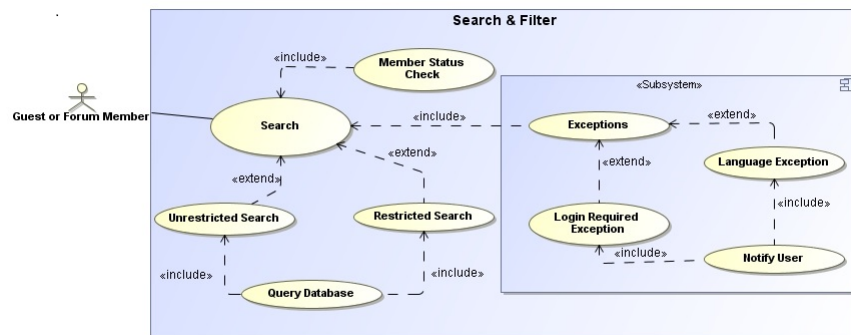 Search & Filter
«include»
Member Status
Check
«Subsystem»
Guest or Forum Member
Search
«include»
Exceptions
«extend»
Language Exception
«extend»
«extend»
«extend»
Unrestricted Search
Restricted Search
Login Required
Exception
«include»
«include»
«include»
«include»
Notify User
Query Database